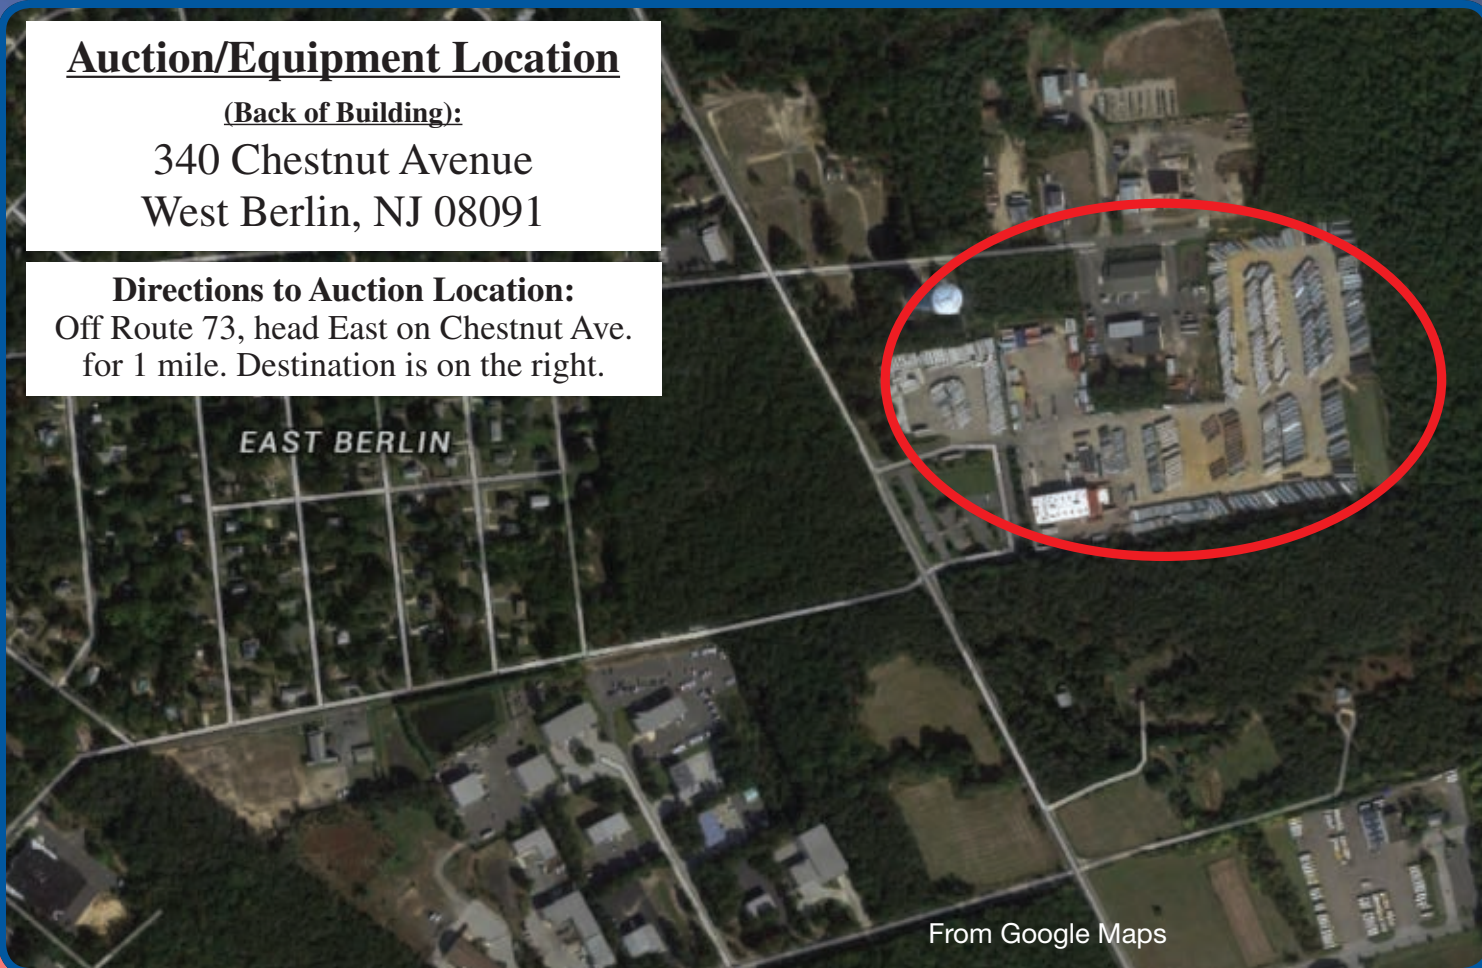 Auction/Equipment Location
(Back of Building):
340 Chestnut Avenue
West Berlin, NJ 08091
Directions to Auction Location:
Off Route 73, head East on Chestnut Ave.
for 1 mile. Destination is on the right.
EAST BERLIN
From Google Maps